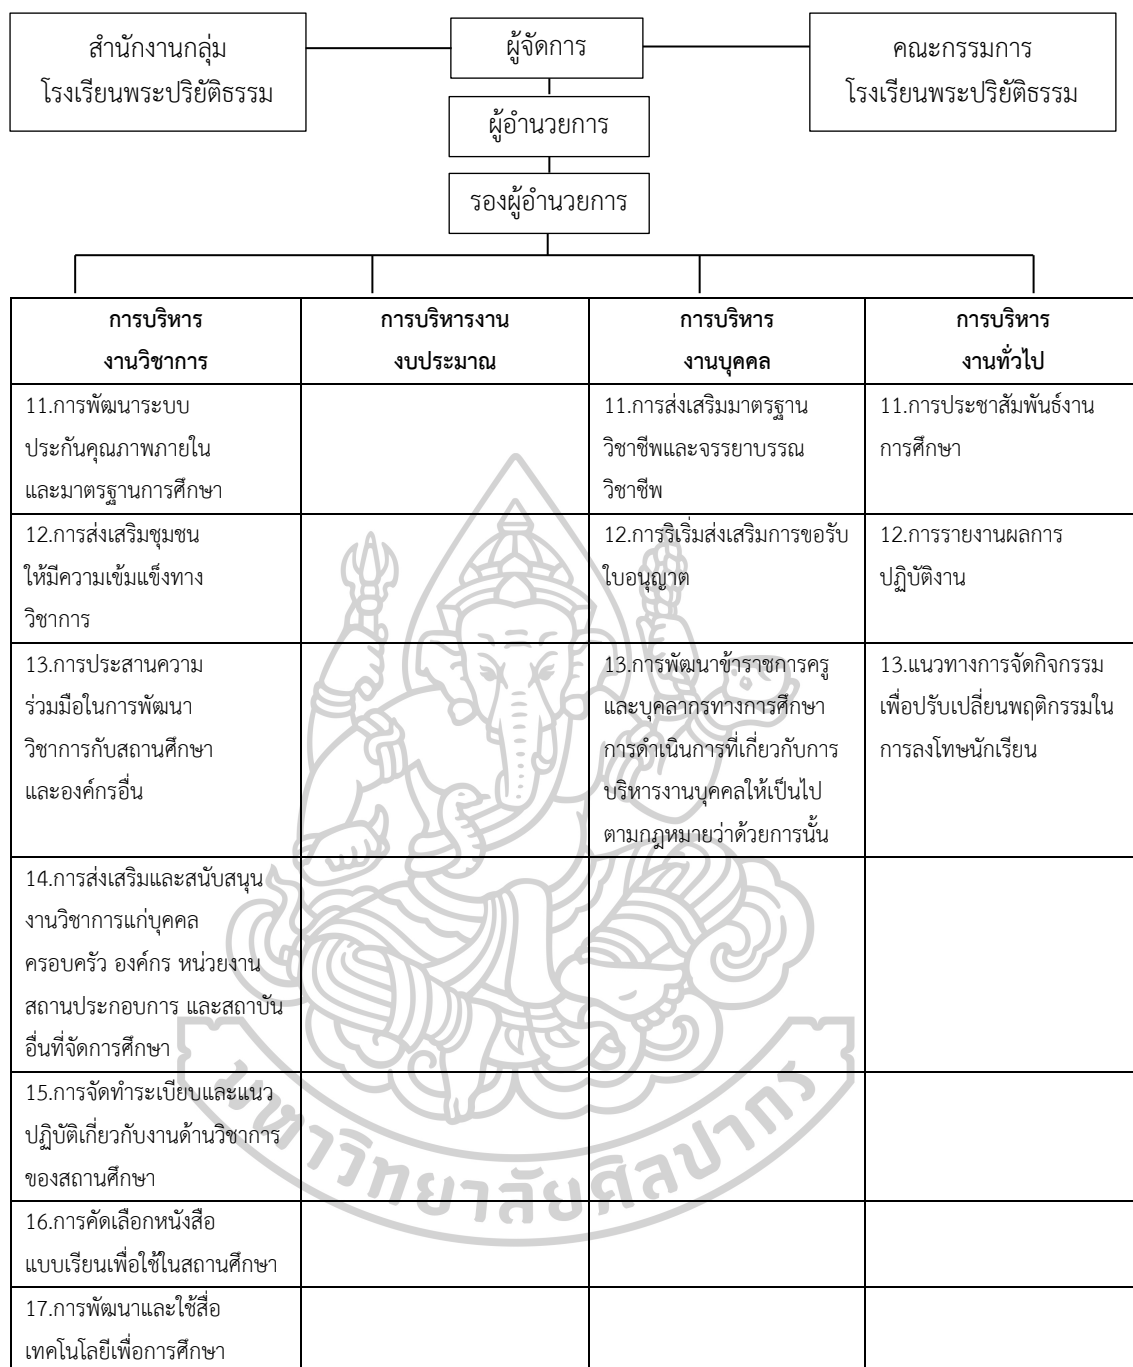 สำนักงานกลุ่ม
โรงเรียนพระปริยัติธรรม
ผู้จัดการ
คณะกรรมการ
โรงเรียนพระปริยัติธรรม
ผู้อำนวยการ
รองผู้อำนวยการ
การบริหาร
งานวิชาการ
การบริหารงาน
งบประมาณ
การบริหาร
งานบุคคล
การบริหาร
งานทั่วไป
11.การพัฒนาระบบ
ประกันคุณภาพภายใน
และมาตรฐานการศึกษา
11.การส่งเสริมมาตรฐาน
วิชาชีพและจรรยาบรรณ
วิชาชีพ
11.การประชาสัมพันธ์งาน
การศึกษา
12.การส่งเสริมชุมชน
ให้มีความเข้มแข็งทาง
วิชาการ
12.การริเริ่มส่งเสริมการขอรับ
ใบอนุญาต
12.การรายงานผลการ
ปฏิบัติงาน
13.การประสานความ
ร่วมมือในการพัฒนา
วิชาการกับสถานศึกษา
และองค์กรอื่น
13.การพัฒนาข้าราชการครู
และบุคลากรทางการศึกษา
การดำเนินการที่เกี่ยวกับการ
บริหารงานบุคคลให้เป็นไป
ตามกฎหมายว่าด้วยการนั้น
13.แนวทางการจัดกิจกรรม
เพื่อปรับเปลี่ยนพฤติกรรมใน
การลงโทษนักเรียน
14.การส่งเสริมและสนับสนุน
งานวิชาการแก่บุคคล
ครอบครัว องค์กร หน่วยงาน
สถานประกอบการ และสถาบัน
อื่นที่จัดการศึกษา
15.การจัดทำระเบียบและแนว
ปฏิบัติเกี่ยวกับงานด้านวิชาการ
ของสถานศึกษา
16.การคัดเลือกหนังสือ
แบบเรียนเพื่อใช้ในสถานศึกษา
17.การพัฒนาและใช้สื่อ
เทคโนโลยีเพื่อการศึกษา
มหาวิทยาลัยศิลปากร